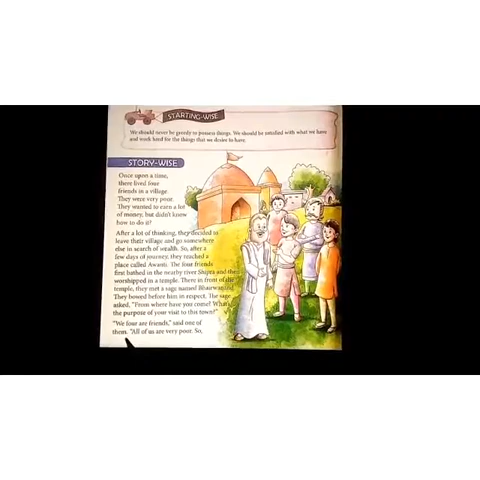 STARTING-WISE
We should never be greedy to possess things. We should be satisfied with what we have
and work hard for the things that we desire to have.
STORY-WISE
Once upon a time,
there lived four
friends in a village.
They were very poor.
They wanted to earn a lot
of money, but didn't know
how to do it?
After a lot of thinking, they decided to
leave their village and go somewhere
else in search of wealth. So, after a
few days of journey, they reached a
place called Awanti. The four friends
first bathed in the nearby river Shipra and then
worshipped in a temple. There in front of the
temple, they met a sage named
They bowed before him in respect. The sage
asked, "From where have you come? What's
the purpose of your visit to this town?"
"We four are friends," said one of
them. "All of us are very poor. So,